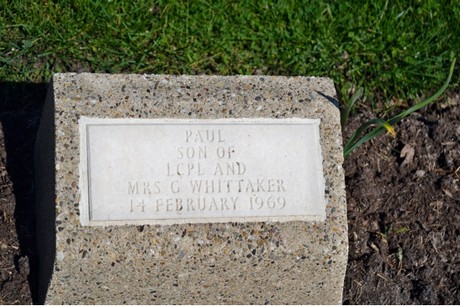 PAUL
SON OF
LCPL AND
MRS G WHITTAKER
14 FEBRUARY 1969